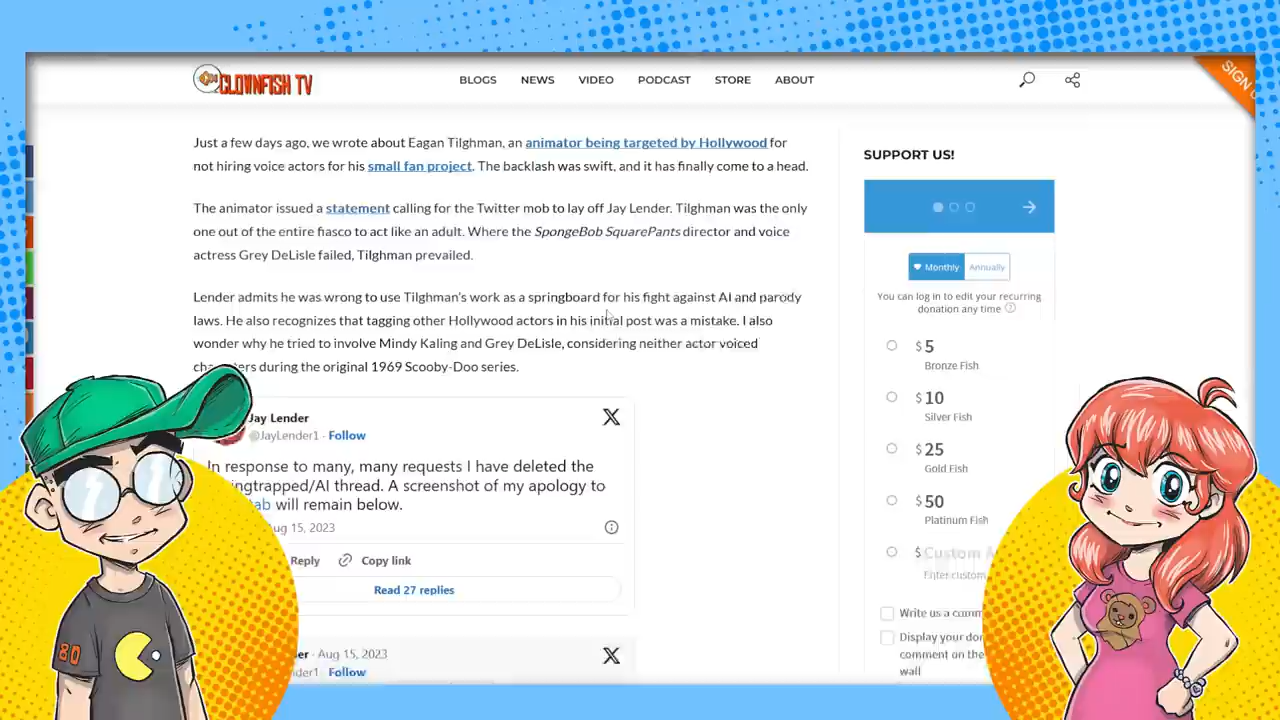 CLOWNFISH TV
BLOGS NEWS VIDEO PODCAST STORE ABOUT
SIGN
Just a few days ago, we wrote about Eagan Tilghman, an animator being targeted by Hollywood for
not hiring voice actors for his small fan project. The backlash was swift, and it has finally come to a head.
The animator issued a statement calling for the Twitter mob to lay off Jay Lender. Tilghman was the only
one out of the entire fiasco to act like an adult. Where the SpongeBob SquarePants director and voice
actress Grey DeLisle failed, Tilghman prevailed.
Lender admits he was wrong to use Tilghman's work as a springboard for his fight against AI and parody
laws. He also recognizes that tagging other Hollywood actors in his initial post was a mistake. I also
wonder why he tried to involve Mindy Kaling and Grey DeLisle, considering neither actor voiced
characters during the original 1969 Scooby-Doo series.
Jay Lender
@JayLender1 · Follow
In response to many, many requests I have deleted the
ingtrapped/AI thread. A screenshot of my apology to
ab will remain below.
ug 15, 2023
Reply Copy link
Read 27 replies
er · Aug 15, 2023
der1 · Follow
SUPPORT US!
Monthly Annually
You can log in to edit your recurring
donation any time
$ 5
Bronze Fish
$ 10
Silver Fish
$ 25
Gold Fish
$ 50
Platinum Fish
$ Custom A
Enter custom
Write us a comm
Display your do
comment on the
wall
80